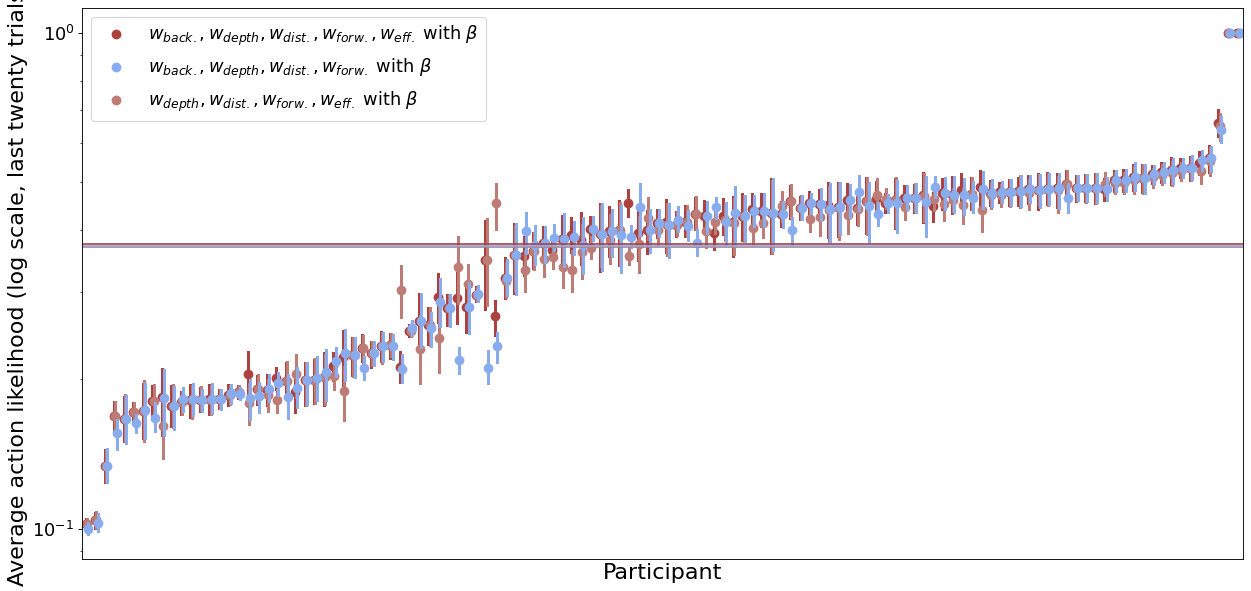 Average action likelihood (log scale, last twenty trials
10⁰
10⁻¹
w_back., w_depth, w_dist., w_forw., w_eff. with β
w_back., w_depth, w_dist., w_forw. with β
w_depth, w_dist., w_forw., w_eff. with β
Participant